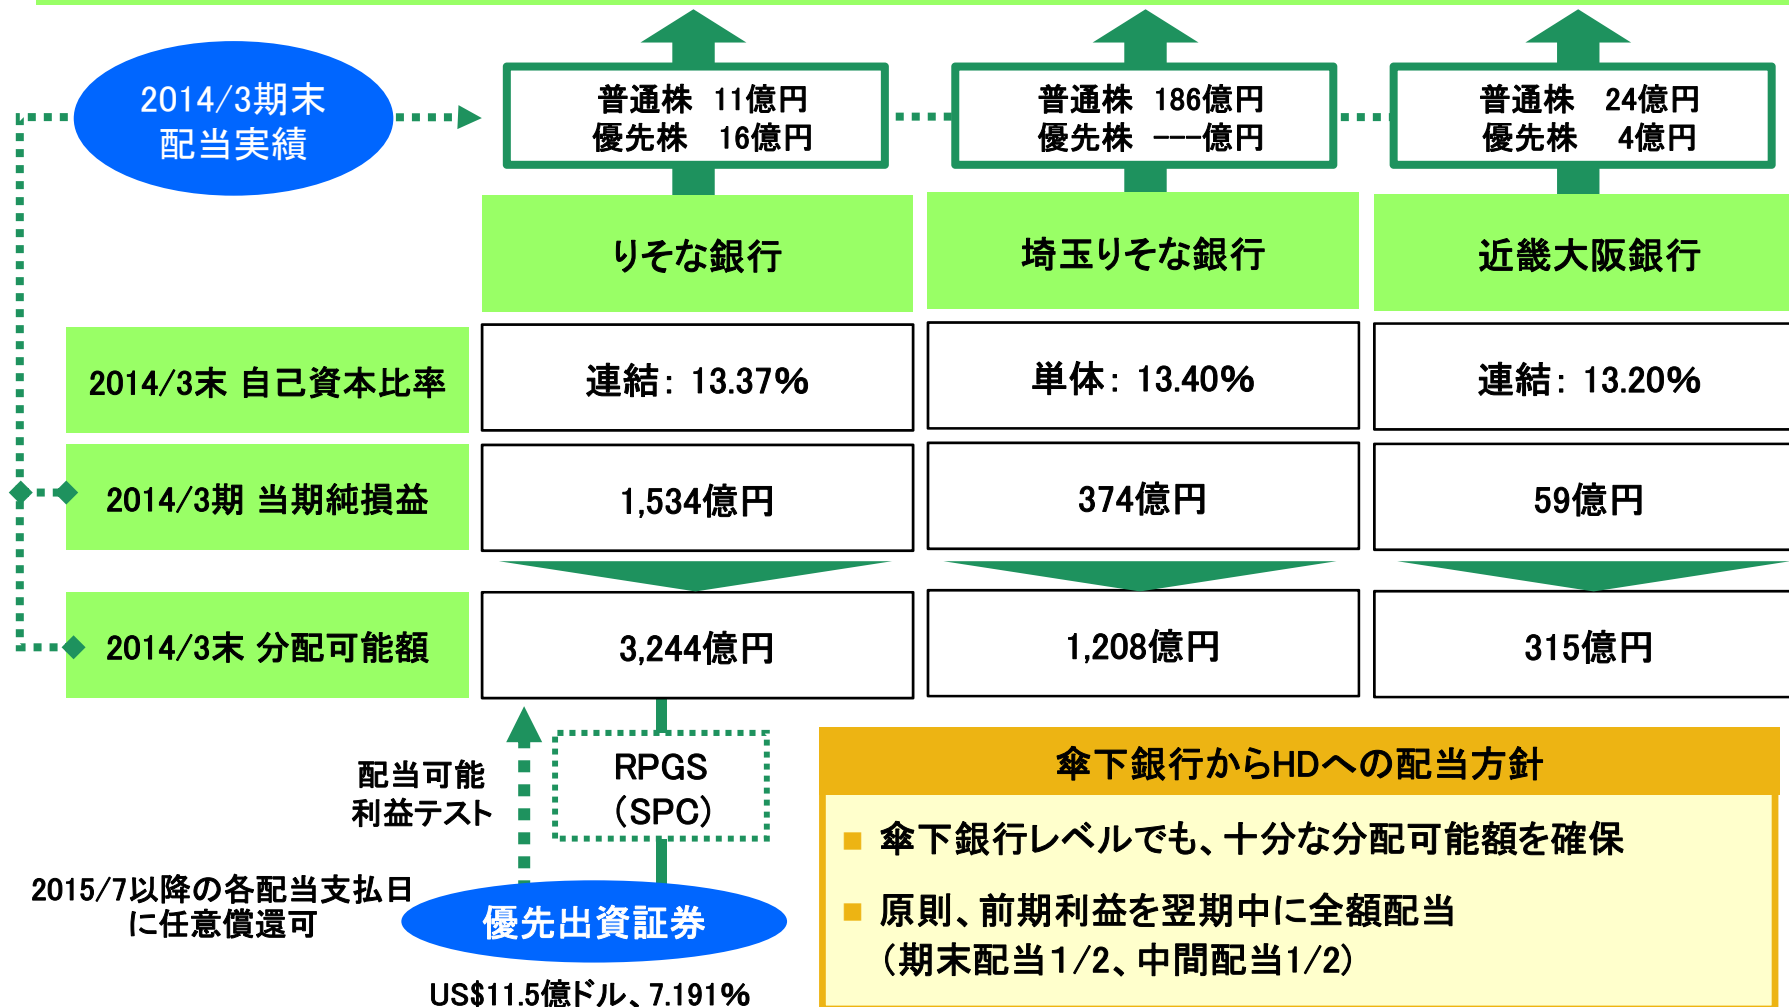 2014/3期末
配当実績
普通株 11億円
優先株 16億円
普通株 186億円
優先株 ---億円
普通株 24億円
優先株 4億円
りそな銀行
埼玉りそな銀行
近畿大阪銀行
2014/3末 自己資本比率
連結: 13.37%
単体: 13.40%
連結: 13.20%
2014/3期 当期純損益
1,534億円
374億円
59億円
2014/3末 分配可能額
3,244億円
1,208億円
315億円
配当可能
利益テスト
RPGS
(SPC)
2015/7以降の各配当支払日
に任意償還可
優先出資証券
US$11.5億ドル、7.191%
傘下銀行からHDへの配当方針
■ 傘下銀行レベルでも、十分な分配可能額を確保
■ 原則、前期利益を翌期中に全額配当
(期末配当1/2、中間配当1/2)